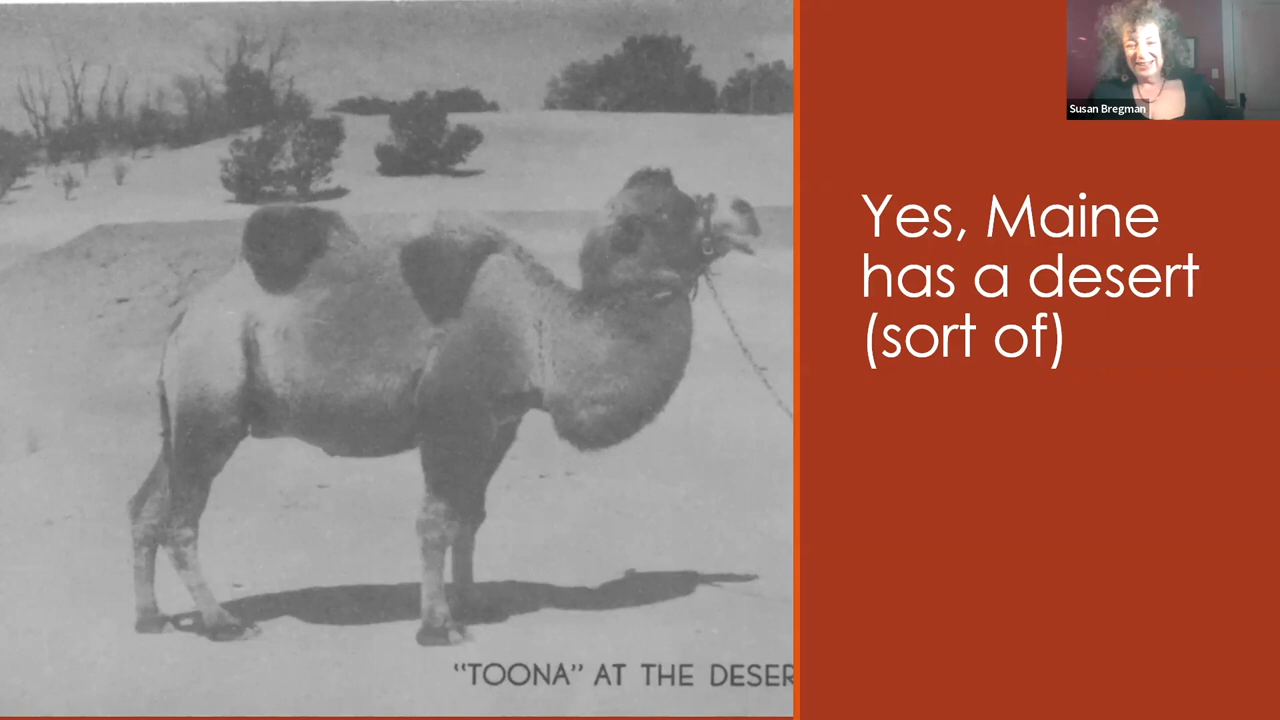 Susan Bregman
Yes, Maine
has a desert
(sort of)
“TOONA” AT THE DESER